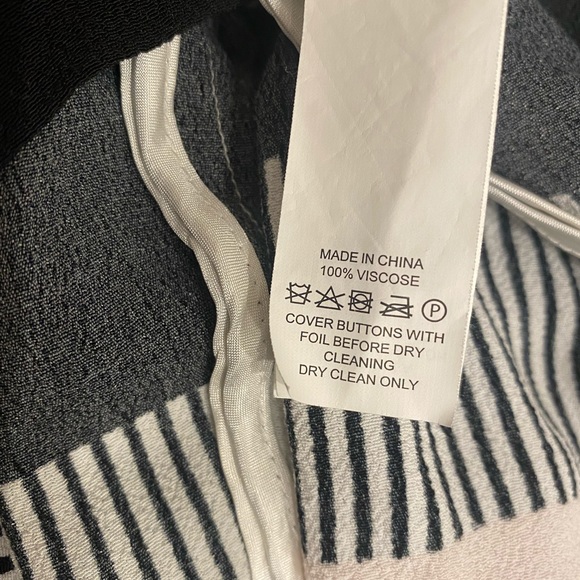 MADE IN CHINA
100% VISCOSE
P
COVER BUTTONS WITH
FOIL BEFORE DRY
CLEANING
DRY CLEAN ONLY